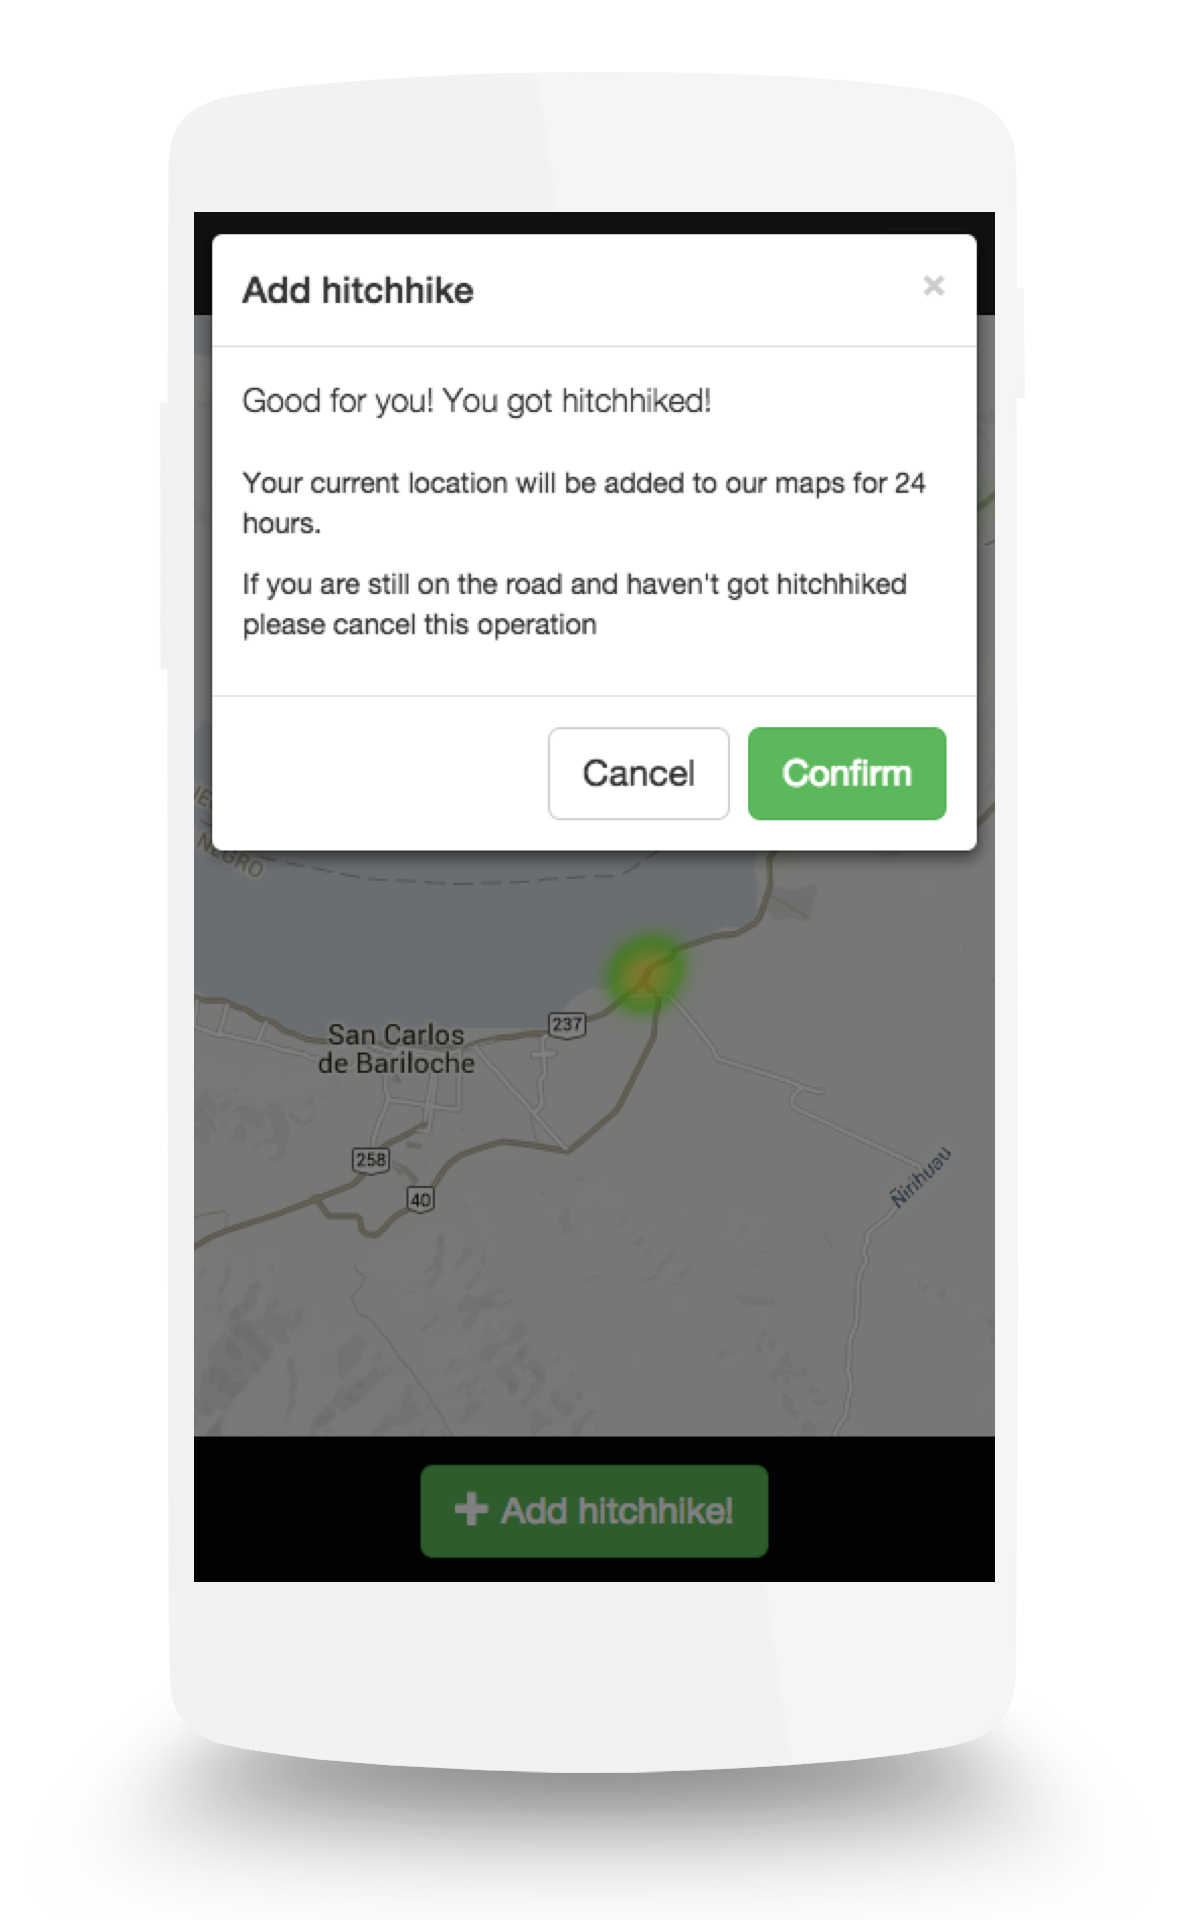 Add hitchhike ×
Good for you! You got hitchhiked!
Your current location will be added to our maps for 24
hours.
If you are still on the road and haven't got hitchhiked
please cancel this operation
Cancel Confirm
NEGRO
237
San Carlos
de Bariloche
258
40
Ñirihuau
Add hitchhike!